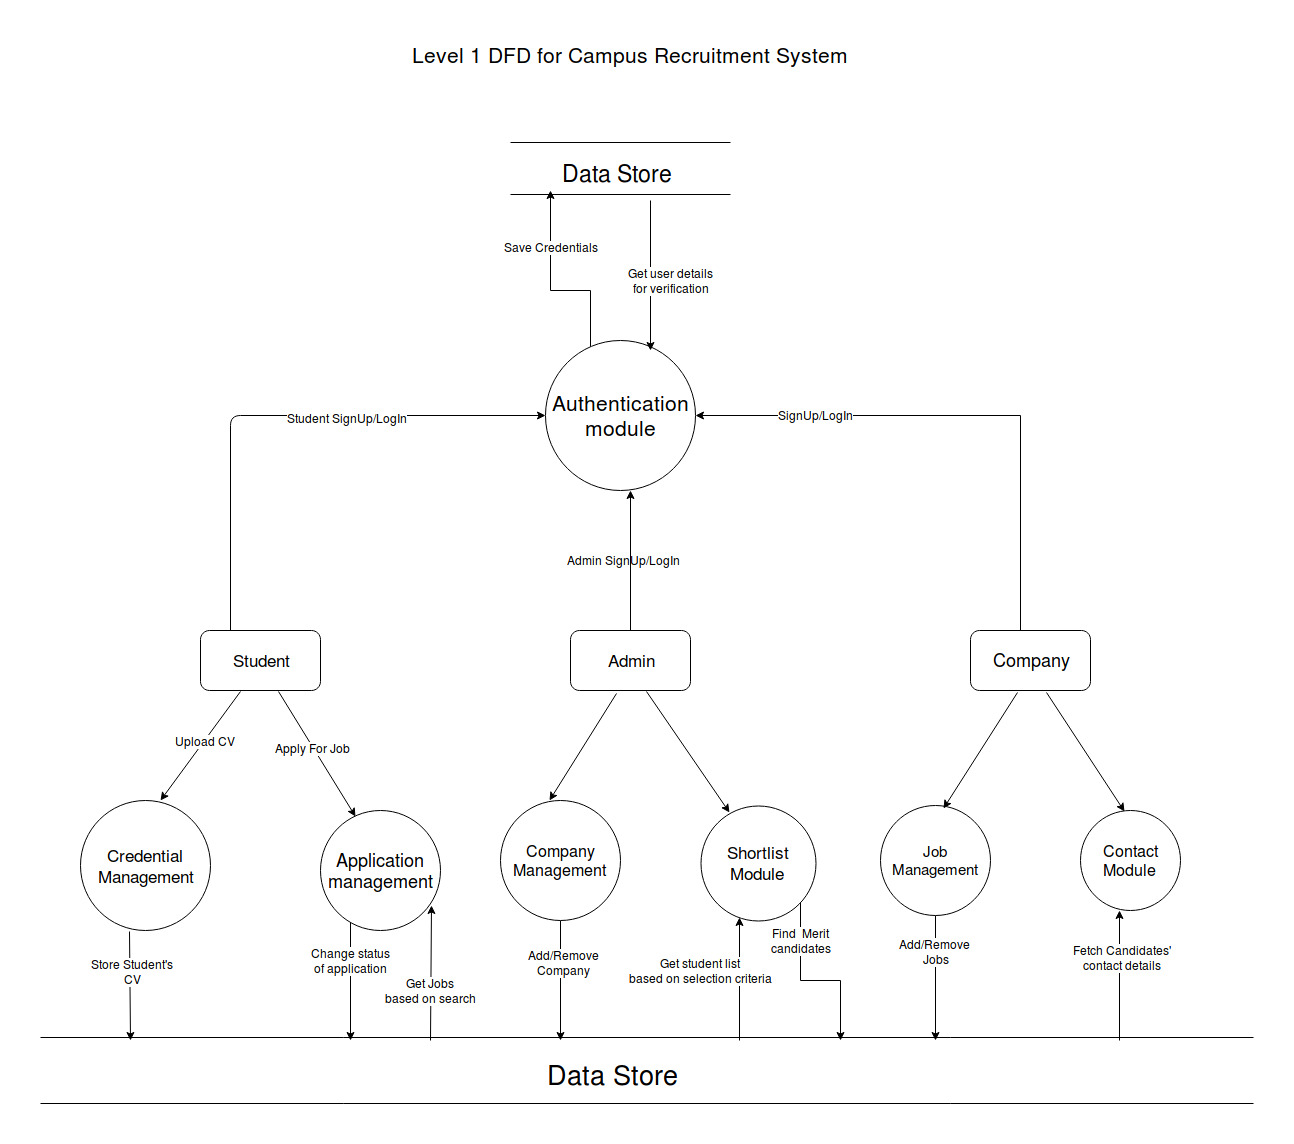 Level 1 DFD for Campus Recruitment System
Data Store
Save Credentials
Get user details
for verification
Authentication
module
Student SignUp/LogIn
SignUp/LogIn
Admin SignUp/LogIn
Student
Admin
Company
Upload CV
Apply For Job
Credential
Management
Application
management
Company
Management
Shortlist
Module
Job
Management
Contact
Module
Store Student's
CV
Change status
of application
Get Jobs
based on search
Add/Remove
Company
Get student list
based on selection criteria
Find Merit
candidates
Add/Remove
Jobs
Fetch Candidates'
contact details
Data Store